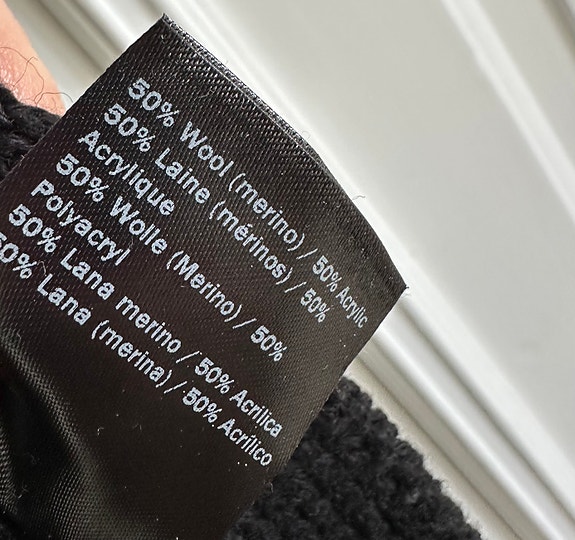 50% Wool (merino) / 50% Acrylic
50% Laine (mérinos) / 50%
Acrylique
50% Wolle (Merino) / 50%
Polyacryl
50% Lana merino / 50% Acrilica
50% Lana (merina) / 50% Acrilico